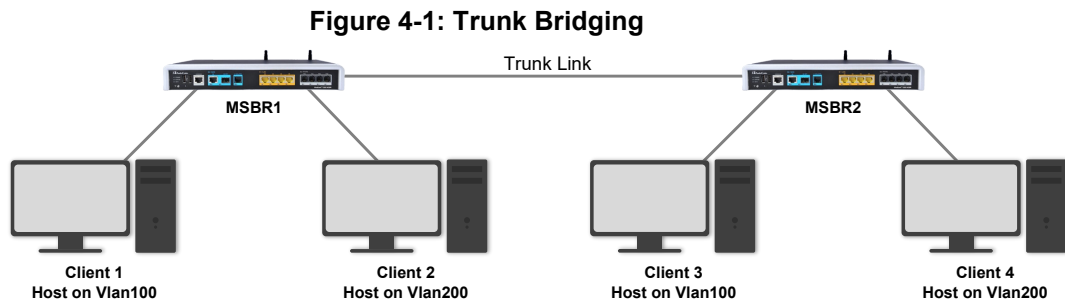 Figure 4-1: Trunk Bridging
Trunk Link
MSBR1
MSBR2
Client 1
Host on Vlan100
Client 2
Host on Vlan200
Client 3
Host on Vlan100
Client 4
Host on Vlan200